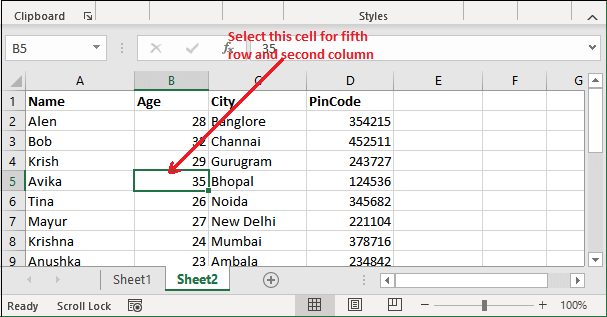 Clipboard Styles
Select this cell for fifth
row and second column
B5 fx 35
A B C D E F G
1 Name Age City PinCode
2 Alen 28 Banglore 354215
3 Bob 32 Channai 452511
4 Krish 29 Gurugram 243727
5 Avika 35 Bhopal 124536
6 Tina 26 Noida 345682
7 Mayur 27 New Delhi 221104
8 Krishna 24 Mumbai 378716
9 Anushka 23 Ambala 234842
Sheet1 Sheet2
Ready Scroll Lock 100%